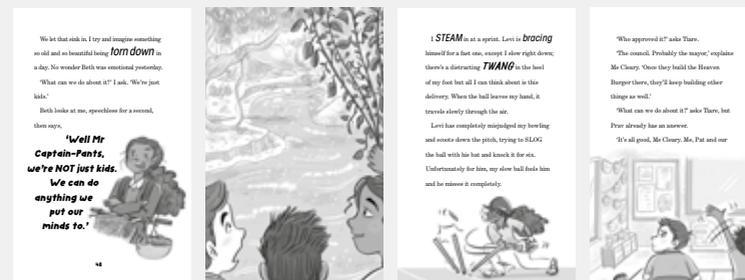 We let that sink in. I try and imagine something
so old and so beautiful being torn down in
a day. No wonder Beth was emotional yesterday.
'What can we do about it?' I ask. 'We're just
kids.'
Beth looks at me, speechless for a second,
then says,
'Well Mr
Captain-Pants,
we're NOT just kids.
We can do
anything we
put our
minds to.'
48
I STEAM in at a sprint. Levi is bracing
himself for a fast one, except I slow right down;
there's a distracting TWANG in the heel
of my foot but all I can think about is this
delivery. When the ball leaves my hand, it
travels slowly through the air.
Levi has completely misjudged my bowling
and scoots down the pitch, trying to SLOG
the ball with his bat and knock it for six.
Unfortunately for him, my slow ball fools him
and he misses it completely.
'Who approved it?' asks Tiare.
'The council. Probably the mayor,' explains
Ms Cleary. 'Once they build the Heaven
Burger there, they'll keep building other
things as well.'
'What can we do about it?' asks Tiare, but
Prav already has an answer.
'It's all good, Ms Cleary. Me, Pat and our